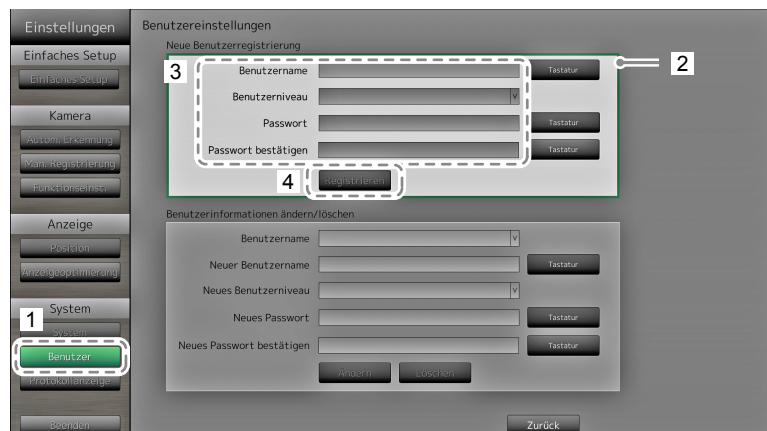 Einstellungen
Einfaches Setup
Einfaches Setup
Kamera
Autom. Erkennung
Man. Registrierung
Funktionseinst.
Anzeige
Position
Anzeigeoptimierung
System
1
System
Benutzer
Protokollanzeige
Beenden
Benutzereinstellungen
Neue Benutzerregistrierung
2
3
Benutzername Tastatur
Benutzerniveau v
Passwort Tastatur
Passwort bestätigen Tastatur
4
Registrieren
Benutzerinformationen ändern/löschen
Benutzername v
Neuer Benutzername Tastatur
Neues Benutzerniveau v
Neues Passwort Tastatur
Neues Passwort bestätigen Tastatur
Ändern Löschen
Zurück